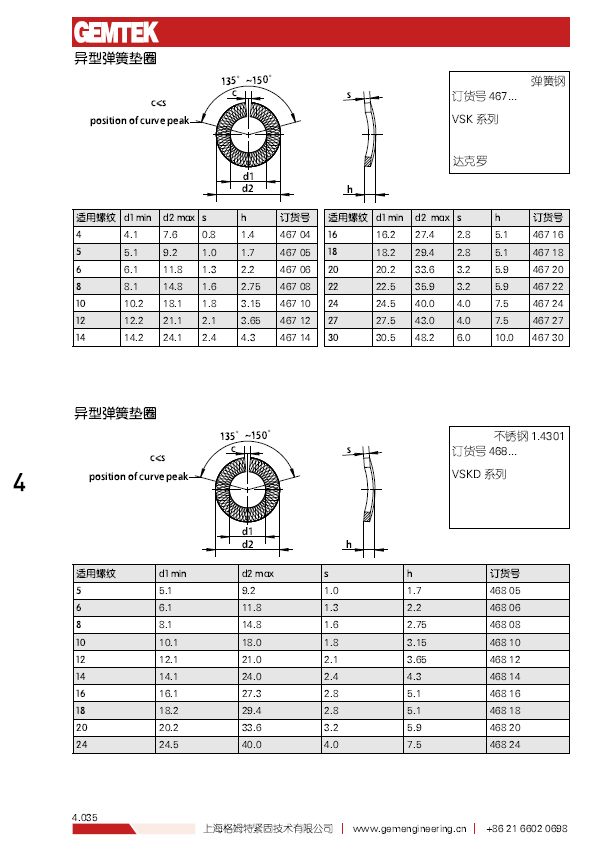 GEMTEK
异型弹簧垫圈
135° ~150°
c
c<s
position of curve peak
d1
d2
s
h
弹簧钢
订货号 467...
VSK 系列
达克罗
适用螺纹 d1 min d2 max s h 订货号
4 4.1 7.6 0.8 1.4 467 04
5 5.1 9.2 1.0 1.7 467 05
6 6.1 11.8 1.3 2.2 467 06
8 8.1 14.8 1.6 2.75 467 08
10 10.2 18.1 1.8 3.15 467 10
12 12.2 21.1 2.1 3.65 467 12
14 14.2 24.1 2.4 4.3 467 14
适用螺纹 d1 min d2 max s h 订货号
16 16.2 27.4 2.8 5.1 467 16
18 18.2 29.4 2.8 5.1 467 18
20 20.2 33.6 3.2 5.9 467 20
22 22.5 35.9 3.2 5.9 467 22
24 24.5 40.0 4.0 7.5 467 24
27 27.5 43.0 4.0 7.5 467 27
30 30.5 48.2 6.0 10.0 467 30
异型弹簧垫圈
135° ~150°
c
c<s
position of curve peak
d1
d2
s
h
不锈钢 1.4301
订货号 468...
VSKD 系列
4
适用螺纹 d1 min d2 max s h 订货号
5 5.1 9.2 1.0 1.7 468 05
6 6.1 11.8 1.3 2.2 468 06
8 8.1 14.8 1.6 2.75 468 08
10 10.1 18.0 1.8 3.15 468 10
12 12.1 21.0 2.1 3.65 468 12
14 14.1 24.0 2.4 4.3 468 14
16 16.1 27.3 2.8 5.1 468 16
18 18.2 29.4 2.8 5.1 468 18
20 20.2 33.6 3.2 5.9 468 20
24 24.5 40.0 4.0 7.5 468 24
4.035
上海格姆特紧固技术有限公司 | www.gemengineering.cn | +86 21 6602 0698